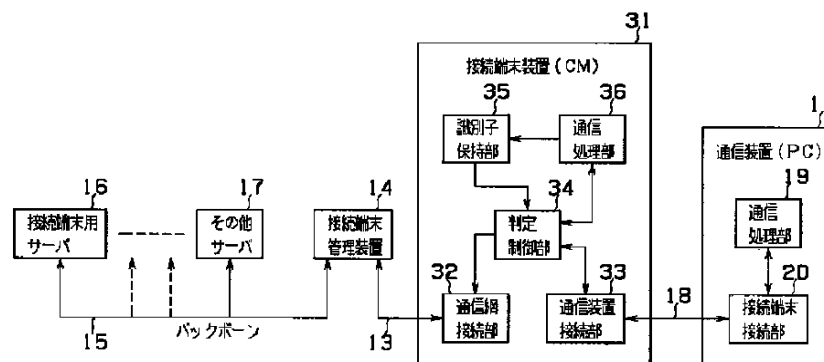 31
接続端末装置(CM)
35
36
識別子
保持部
通信
処理部
1
通信装置(PC)
16
17
14
34
19
接続端末用
サーバ
その他
サーバ
接続端末
管理装置
判定
制御部
通信
処理部
32
33
20
通信網
接続部
通信装置
接続部
18
接続端末
接続部
15
バックボーン
13